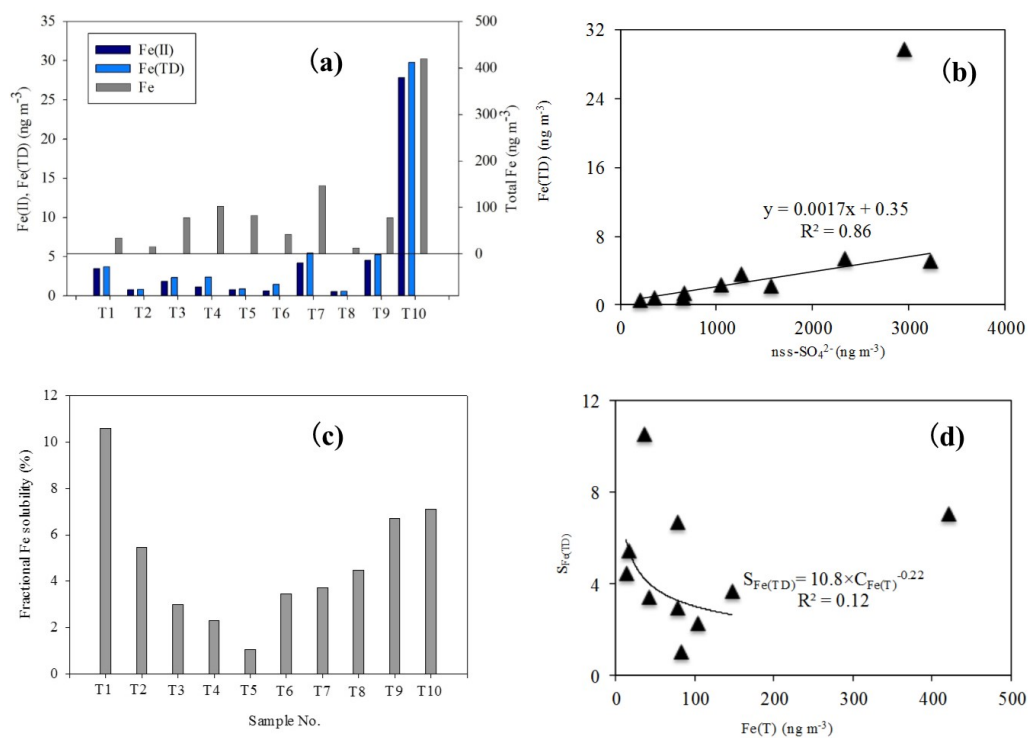 (a)
Fe(II)
Fe(TD)
Fe
Fe(II), Fe(TD) (ng m⁻³)
35
30
25
20
15
10
5
0
Total Fe (ng m⁻³)
500
400
300
200
100
0
T1 T2 T3 T4 T5 T6 T7 T8 T9 T10
(b)
Fe(TD) (ng m⁻³)
32
24
16
8
0
y = 0.0017x + 0.35
R² = 0.86
0 1000 2000 3000 4000
nss-SO₄²⁻ (ng m⁻³)
(c)
Fractional Fe solubility (%)
12
10
8
6
4
2
0
T1 T2 T3 T4 T5 T6 T7 T8 T9 T10
Sample No.
(d)
S_Fe(TD)
12
8
4
0
S_Fe(TD) = 10.8×C_Fe(T)^-0.22
R² = 0.12
0 100 200 300 400 500
Fe(T) (ng m⁻³)